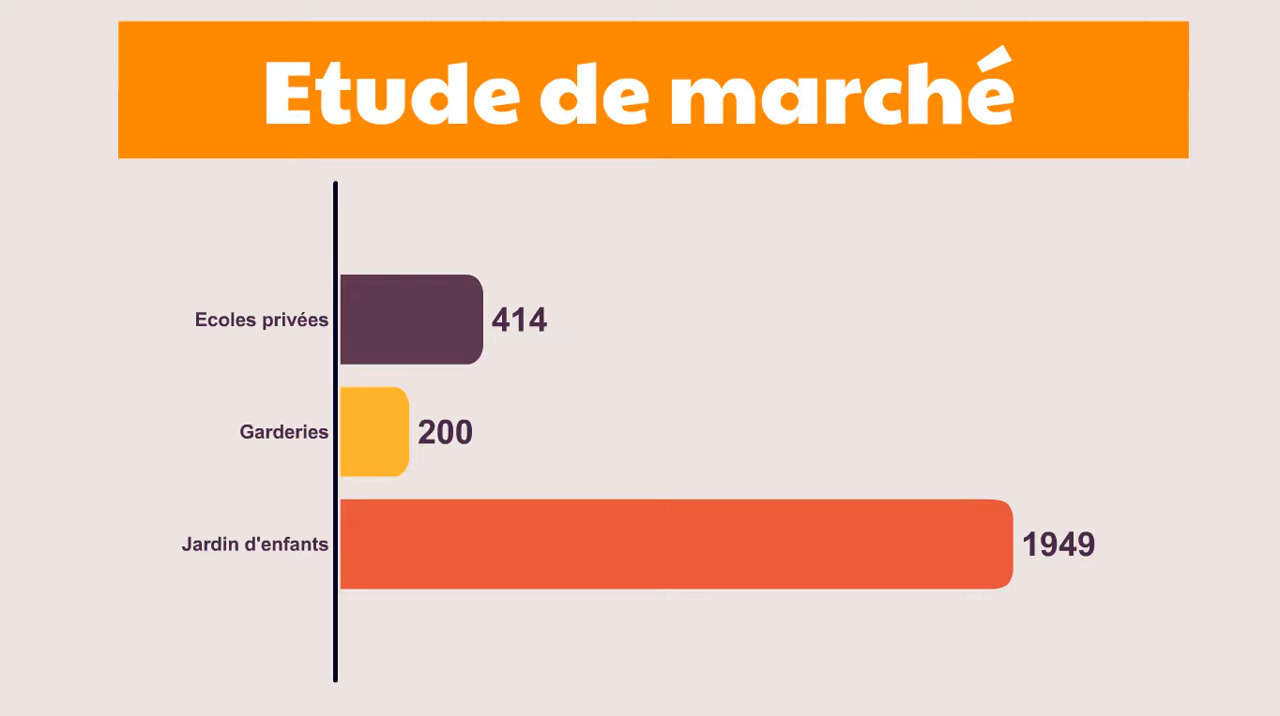 Etude de marché
Ecoles privées 414
Garderies 200
Jardin d'enfants 1949